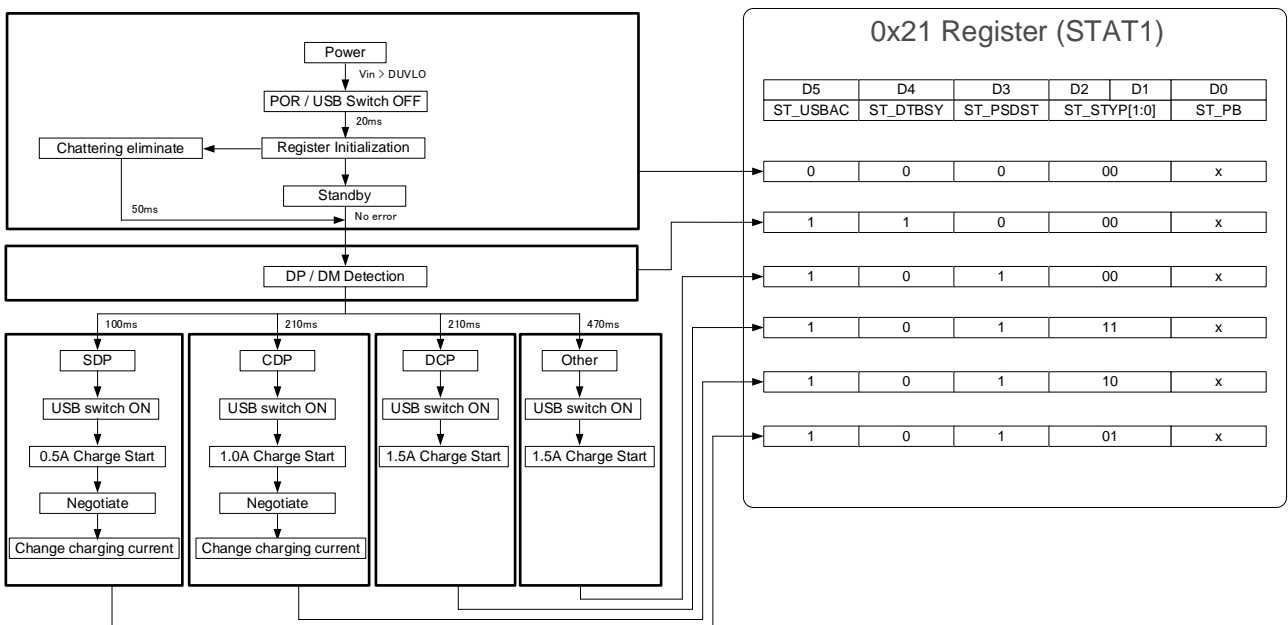 Power
Vin > DUVLO
POR / USB Switch OFF
20ms
Chattering eliminate
Register Initialization
Standby
50ms
No error
DP / DM Detection
100ms
210ms
210ms
470ms
SDP
CDP
DCP
Other
USB switch ON
USB switch ON
USB switch ON
USB switch ON
0.5A Charge Start
1.0A Charge Start
1.5A Charge Start
1.5A Charge Start
Negotiate
Negotiate
Change charging current
Change charging current
0x21 Register (STAT1)
D5 D4 D3 D2 D1 D0
ST_USBAC ST_DTBSY ST_PSDST ST_STYP[1:0] ST_PB
0 0 0 00 x
1 1 0 00 x
1 0 1 00 x
1 0 1 11 x
1 0 1 10 x
1 0 1 01 x